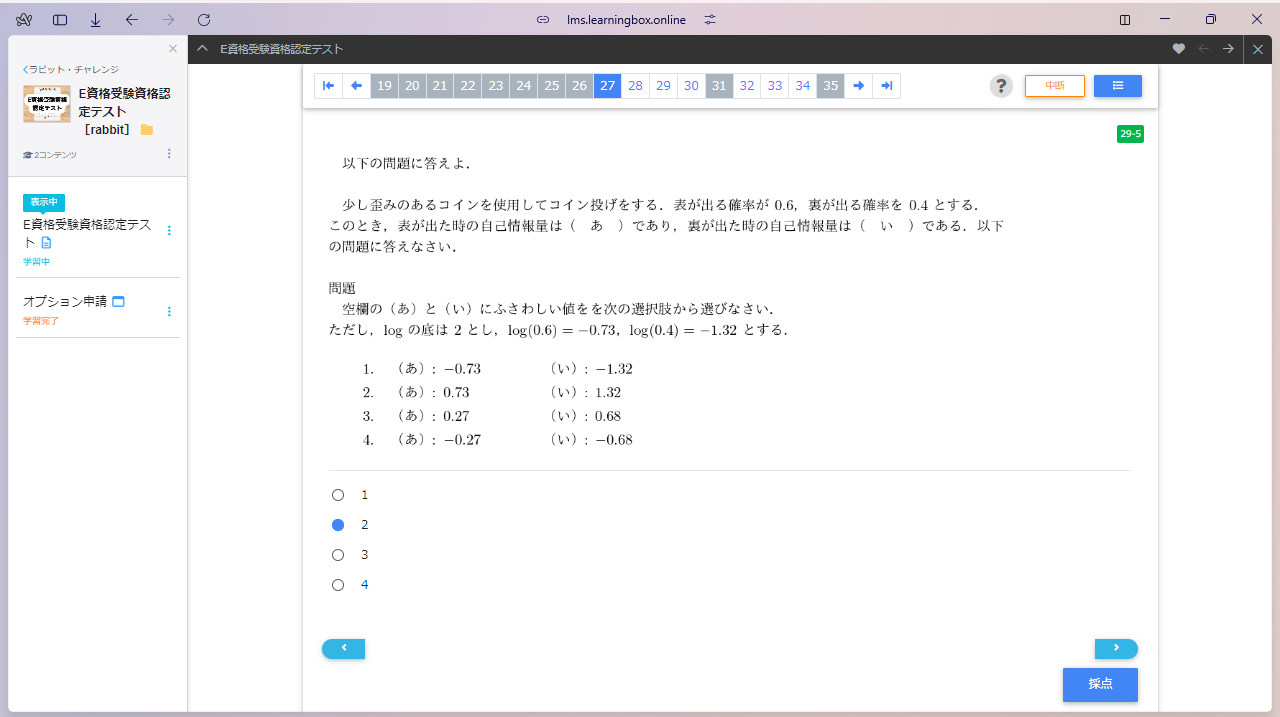 lms.learningbox.online
ラビット・チャレンジ
E資格受験資格
認定テスト
E資格受験資格認
定テスト
［rabbit］
2コンテンツ
表示中
E資格受験資格認定テス
ト
学習中
オプション申請
学習完了
E資格受験資格認定テスト
19 20 21 22 23 24 25 26 27 28 29 30 31 32 33 34 35
?
中断
29-5
以下の問題に答えよ．
少し歪みのあるコインを使用してコイン投げをする．表が出る確率が 0.6，裏が出る確率を 0.4 とする．
このとき，表が出た時の自己情報量は（　あ　）であり，裏が出た時の自己情報量は（　い　）である．以下
の問題に答えなさい．
問題
空欄の（あ）と（い）にふさわしい値をを次の選択肢から選びなさい．
ただし，log の底は 2 とし，log(0.6) = −0.73，log(0.4) = −1.32 とする．
1. （あ）: −0.73 （い）: −1.32
2. （あ）: 0.73 （い）: 1.32
3. （あ）: 0.27 （い）: 0.68
4. （あ）: −0.27 （い）: −0.68
1
2
3
4
採点